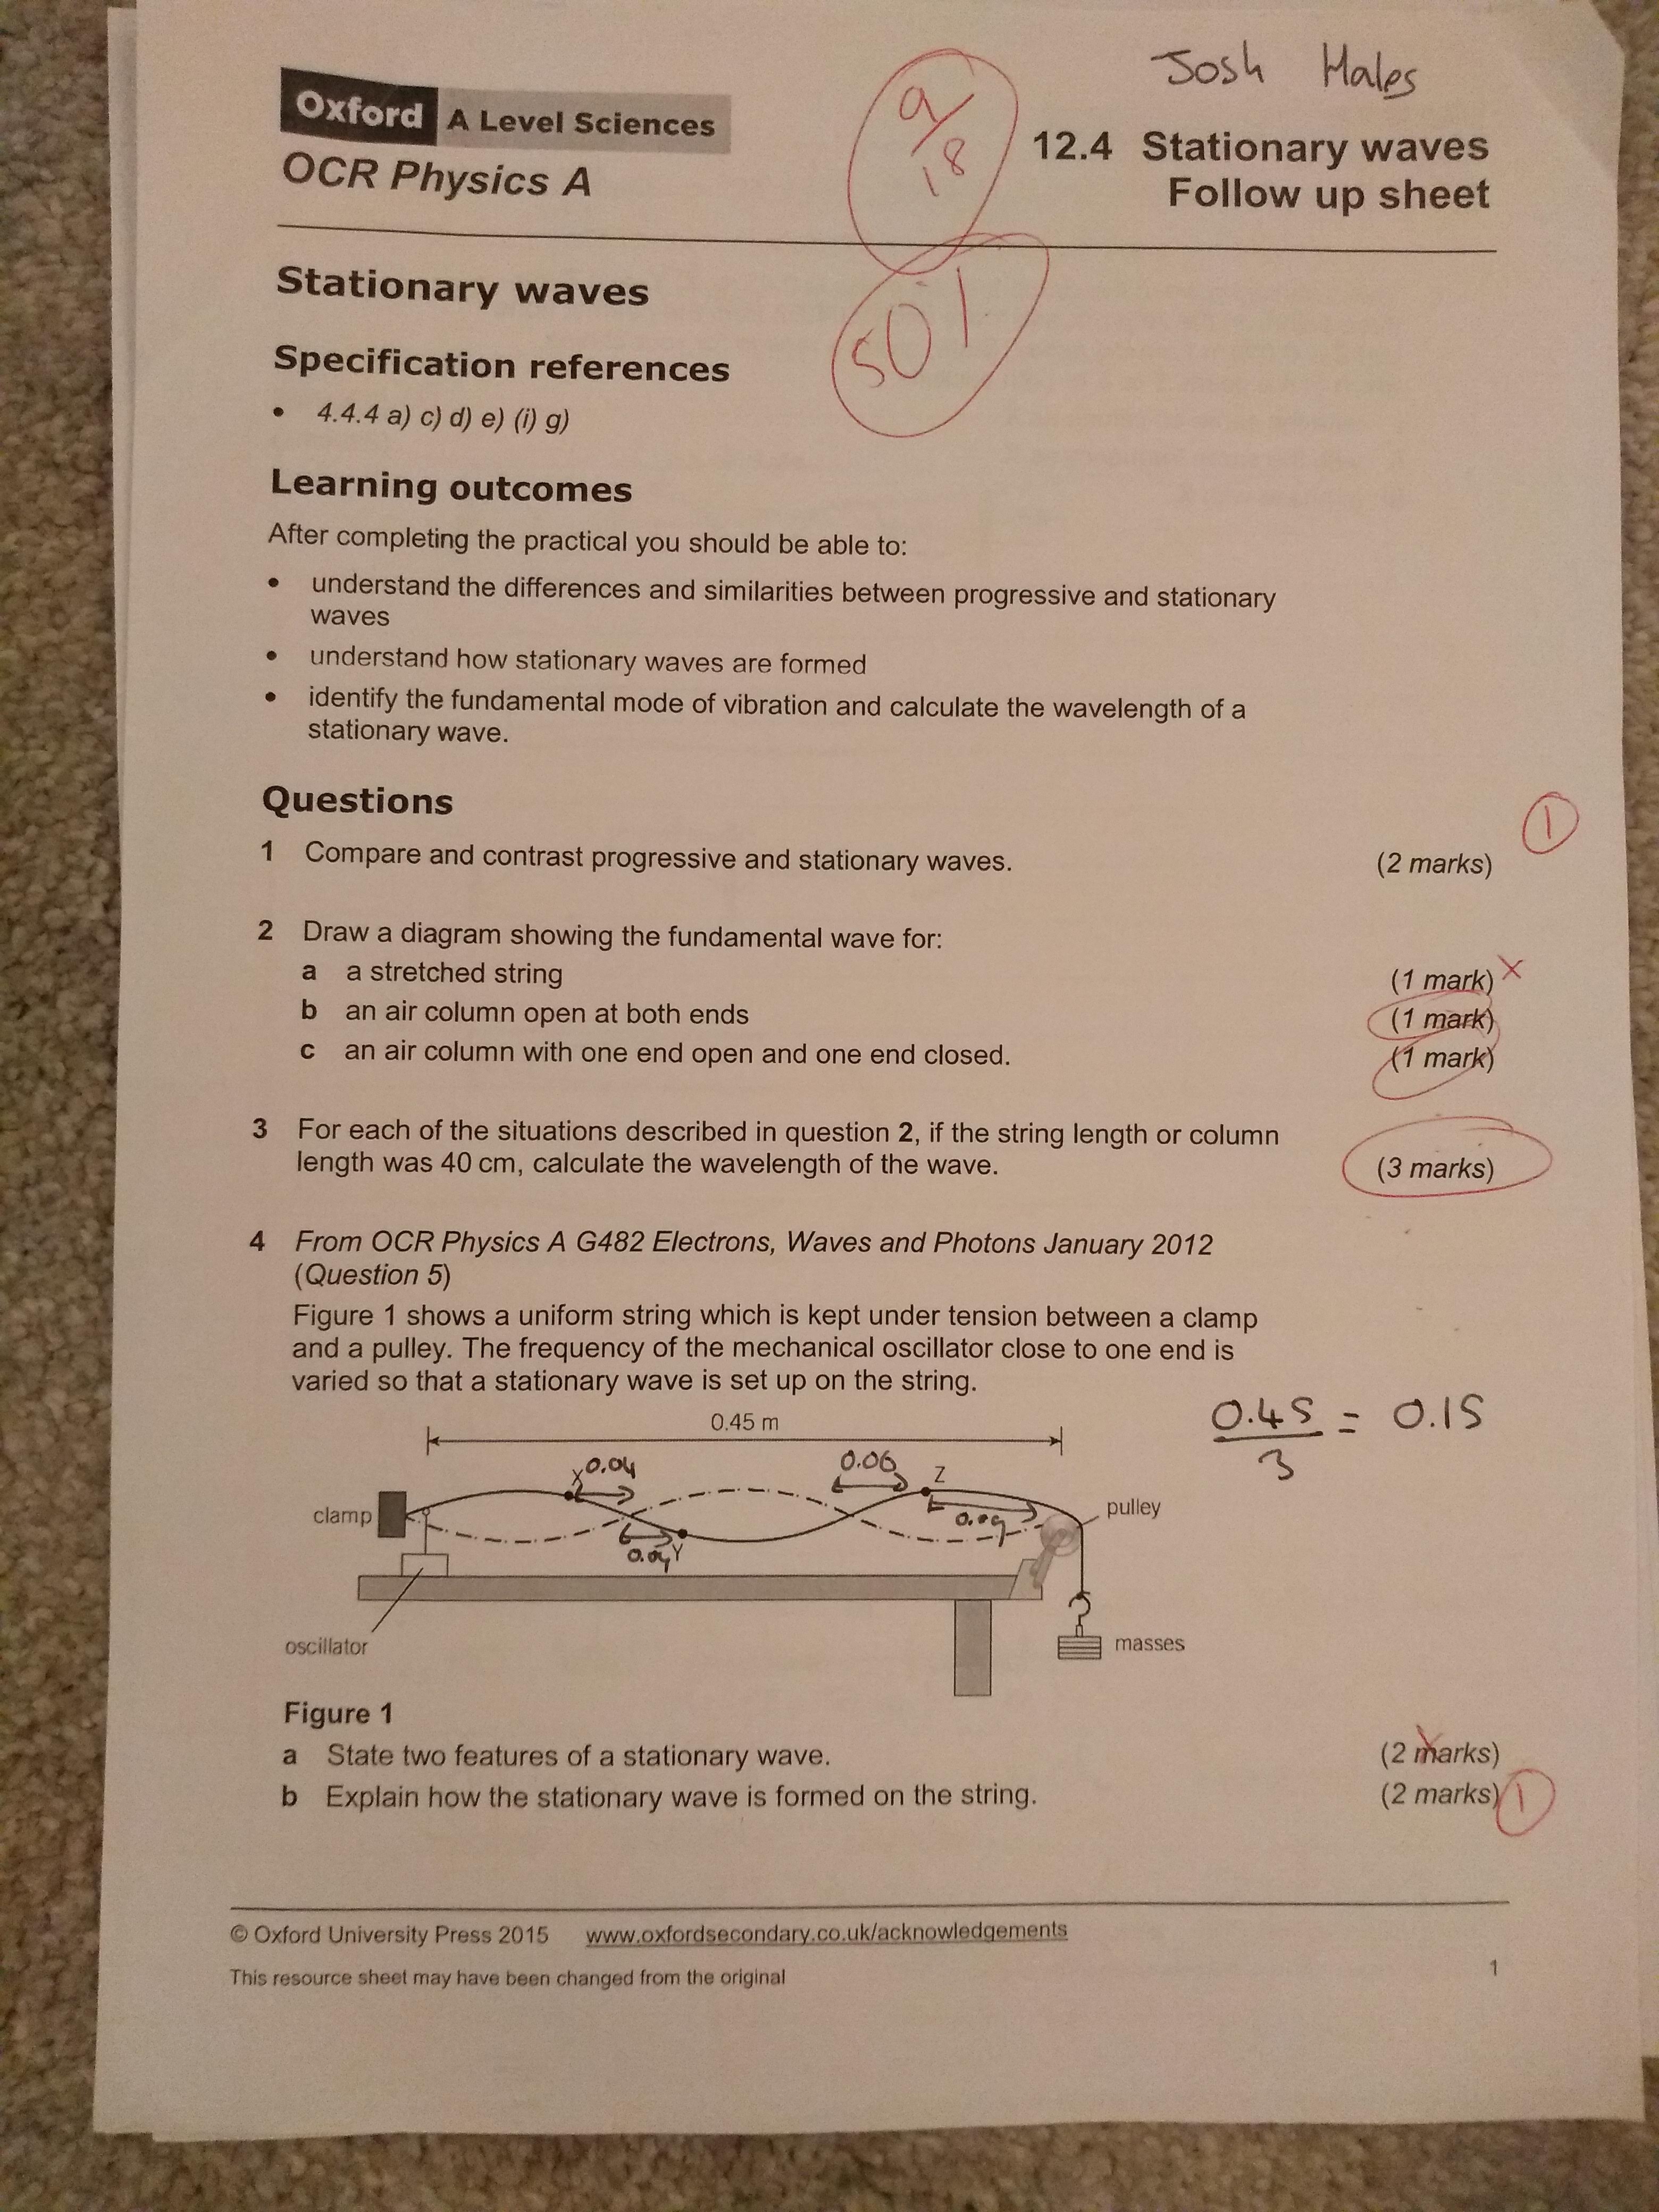 Josh Hales
Oxford A Level Sciences
OCR Physics A
9/18
12.4 Stationary waves
Follow up sheet
50%
Stationary waves
Specification references
• 4.4.4 a) c) d) e) (i) g)
Learning outcomes
After completing the practical you should be able to:
• understand the differences and similarities between progressive and stationary
waves
• understand how stationary waves are formed
• identify the fundamental mode of vibration and calculate the wavelength of a
stationary wave.
Questions
1
1 Compare and contrast progressive and stationary waves. (2 marks)
2 Draw a diagram showing the fundamental wave for:
a a stretched string (1 mark) X
b an air column open at both ends (1 mark)
c an air column with one end open and one end closed. (1 mark)
3 For each of the situations described in question 2, if the string length or column
length was 40 cm, calculate the wavelength of the wave. (3 marks)
4 From OCR Physics A G482 Electrons, Waves and Photons January 2012
(Question 5)
Figure 1 shows a uniform string which is kept under tension between a clamp
and a pulley. The frequency of the mechanical oscillator close to one end is
varied so that a stationary wave is set up on the string.
0.45 / 3 = 0.15
0.45 m
X 0.04 0.06 Z
clamp pulley
0.04 Y 0.09
oscillator masses
Figure 1
a State two features of a stationary wave. (2 marks) X
b Explain how the stationary wave is formed on the string. (2 marks) 1
© Oxford University Press 2015 www.oxfordsecondary.co.uk/acknowledgements
This resource sheet may have been changed from the original 1